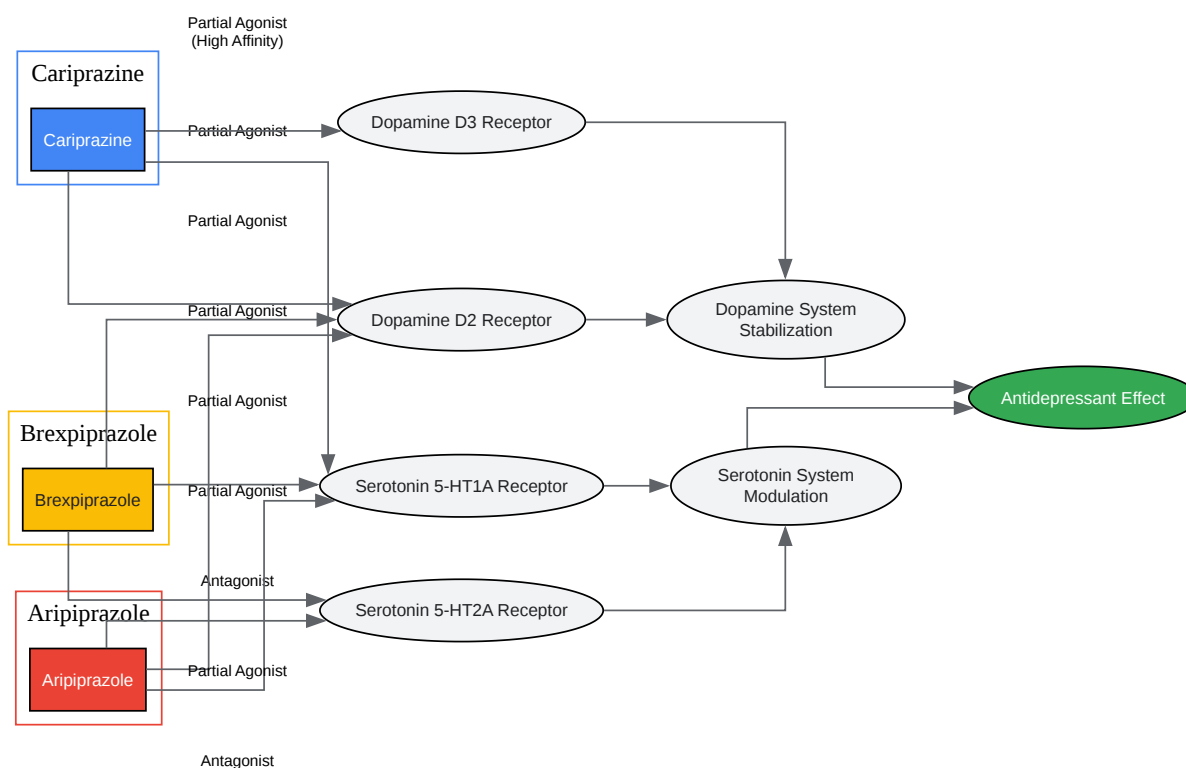 Partial Agonist
(High Affinity)
Cariprazine
Cariprazine
Partial Agonist
Dopamine D3 Receptor
Partial Agonist
Partial Agonist
Dopamine D2 Receptor
Dopamine System
Stabilization
Partial Agonist
Antidepressant Effect
Brexpiprazole
Brexpiprazole
Partial Agonist
Serotonin 5-HT1A Receptor
Serotonin System
Modulation
Antagonist
Serotonin 5-HT2A Receptor
Aripiprazole
Aripiprazole
Partial Agonist
Antagonist